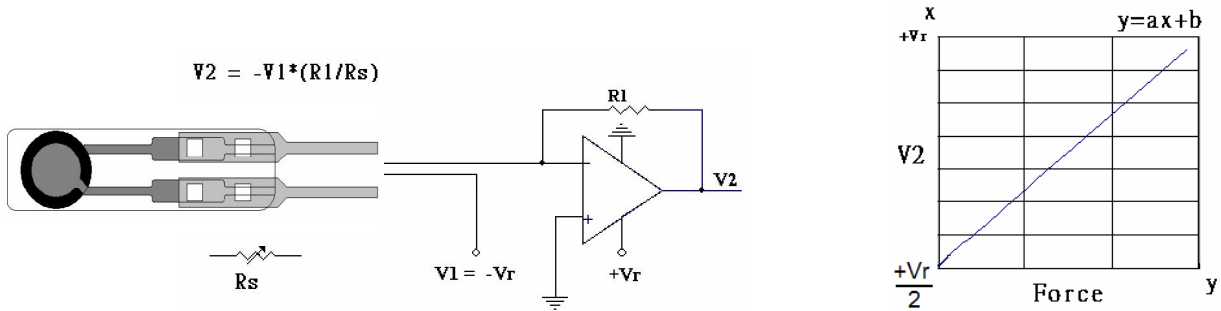 V2 = -V1*(R1/Rs)
Rs
R1
-
+
V2
V1 = -Vr
+Vr
x
y=ax+b
+Vr
V2
+Vr
2
Force
y